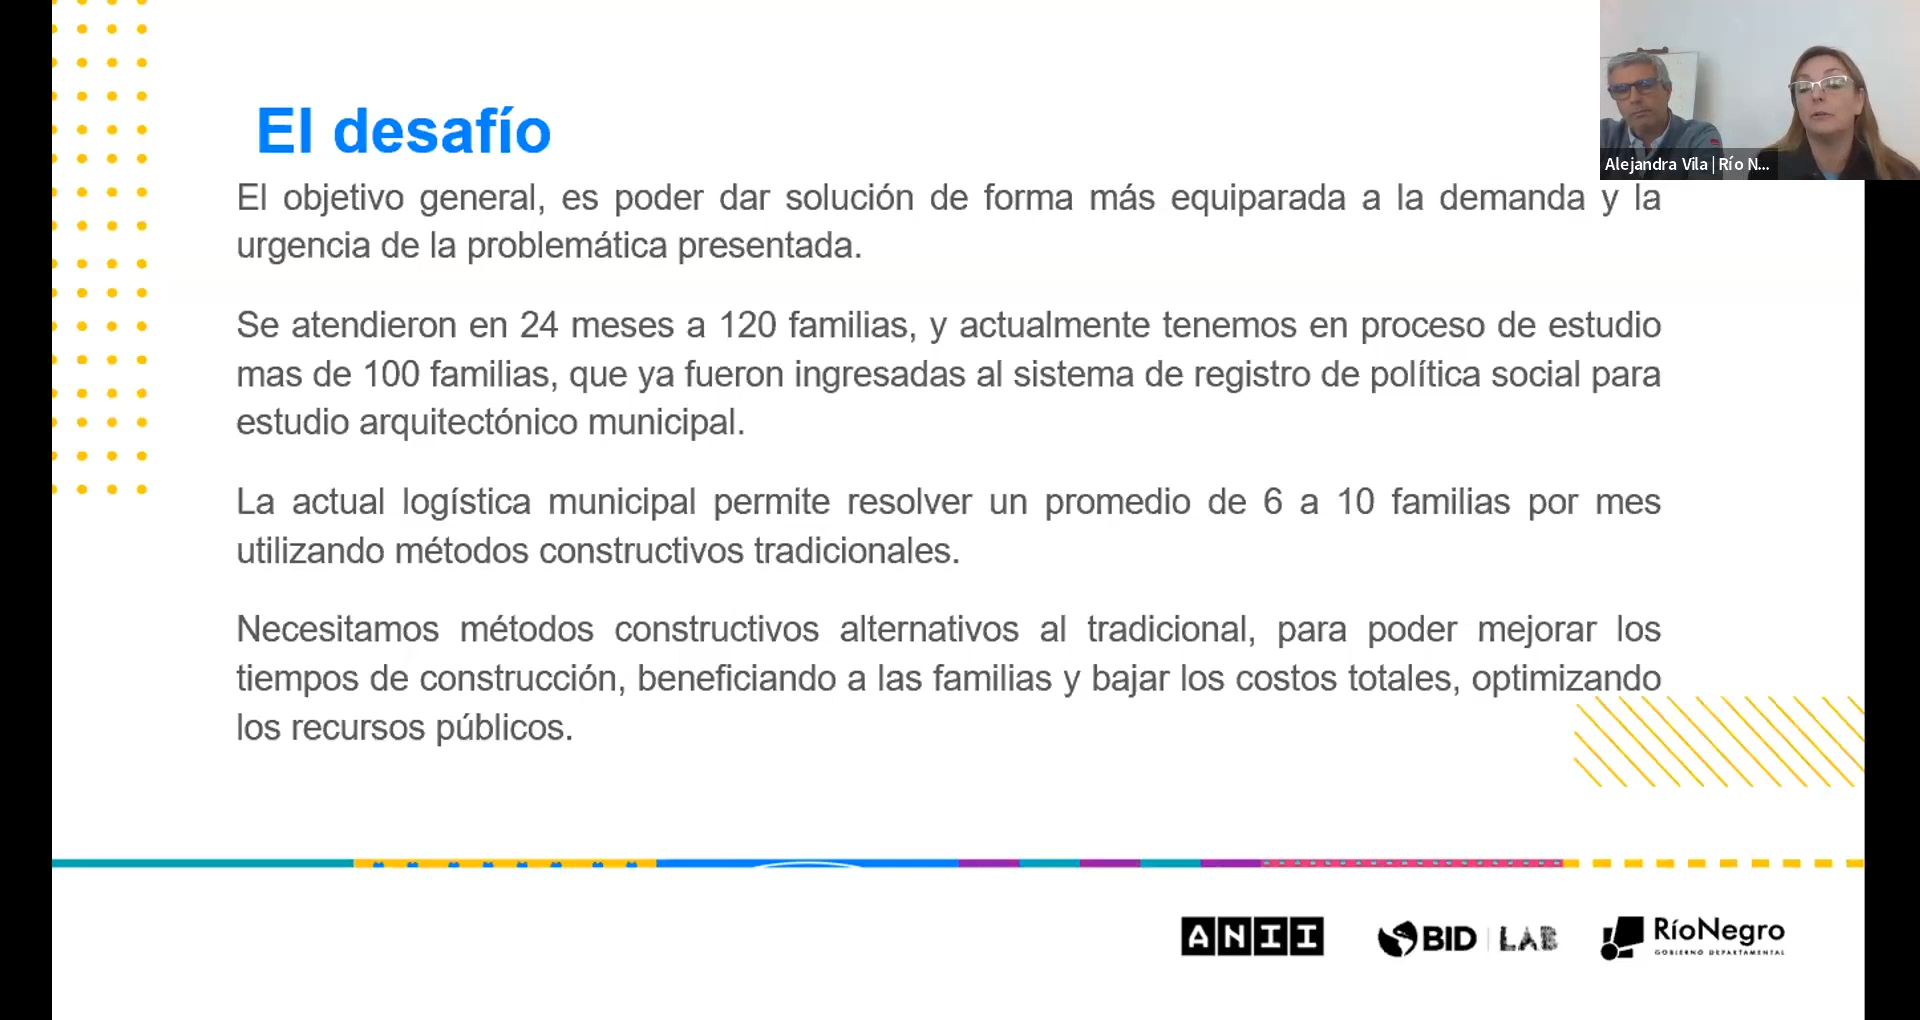 El desafío
Alejandra Vila | Río N...
El objetivo general, es poder dar solución de forma más equiparada a la demanda y la
urgencia de la problemática presentada.
Se atendieron en 24 meses a 120 familias, y actualmente tenemos en proceso de estudio
mas de 100 familias, que ya fueron ingresadas al sistema de registro de política social para
estudio arquitectónico municipal.
La actual logística municipal permite resolver un promedio de 6 a 10 familias por mes
utilizando métodos constructivos tradicionales.
Necesitamos métodos constructivos alternativos al tradicional, para poder mejorar los
tiempos de construcción, beneficiando a las familias y bajar los costos totales, optimizando
los recursos públicos.
ANII
BID | LAB
RíoNegro
GOBIERNO DEPARTAMENTAL